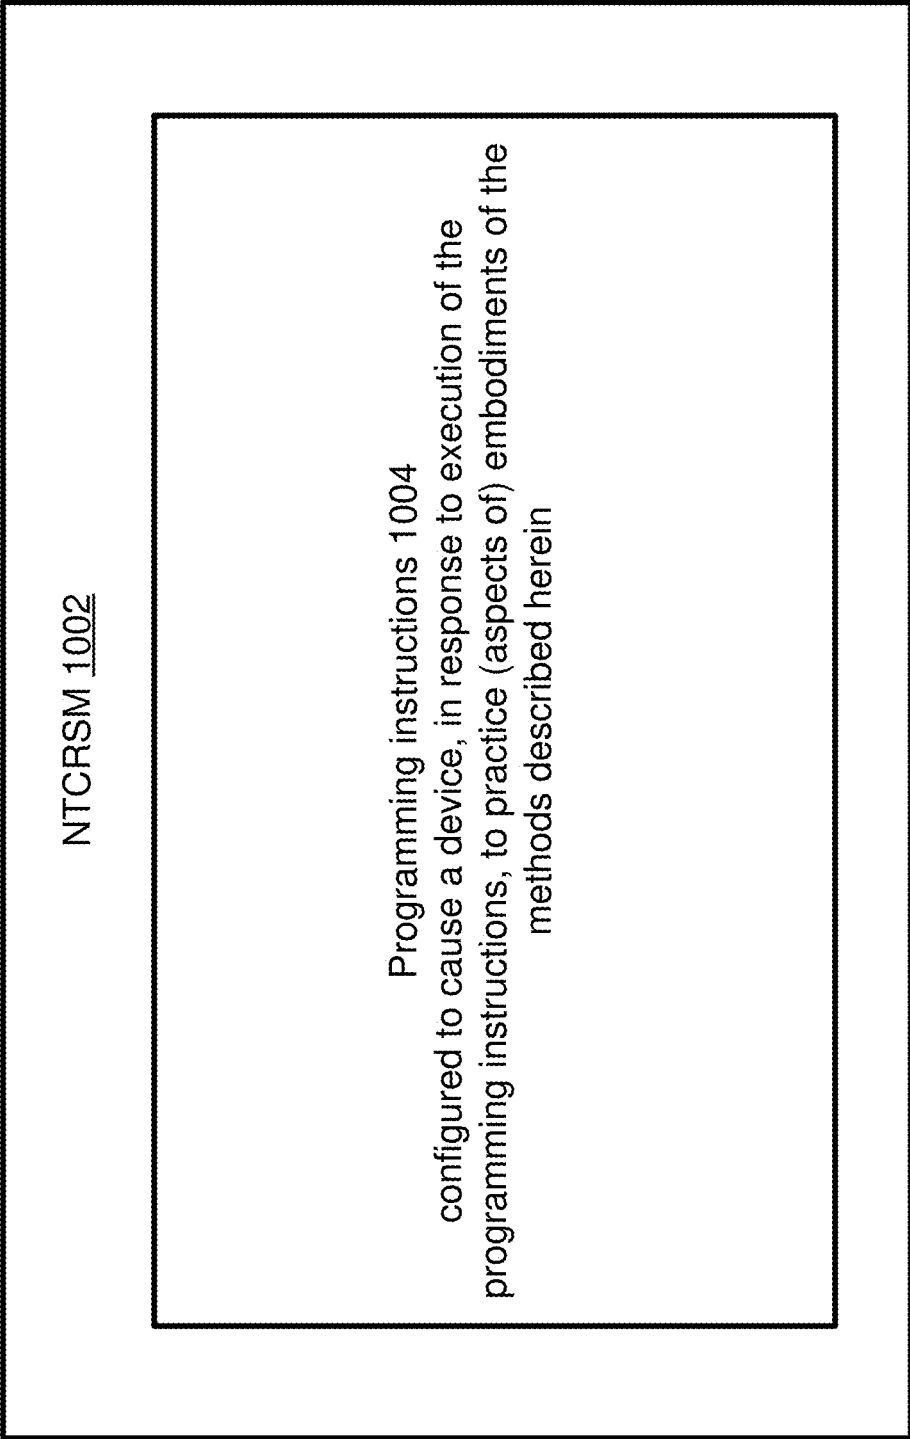 NTCRSM 1002
Programming instructions 1004
configured to cause a device, in response to execution of the
programming instructions, to practice (aspects of) embodiments of the
methods described herein